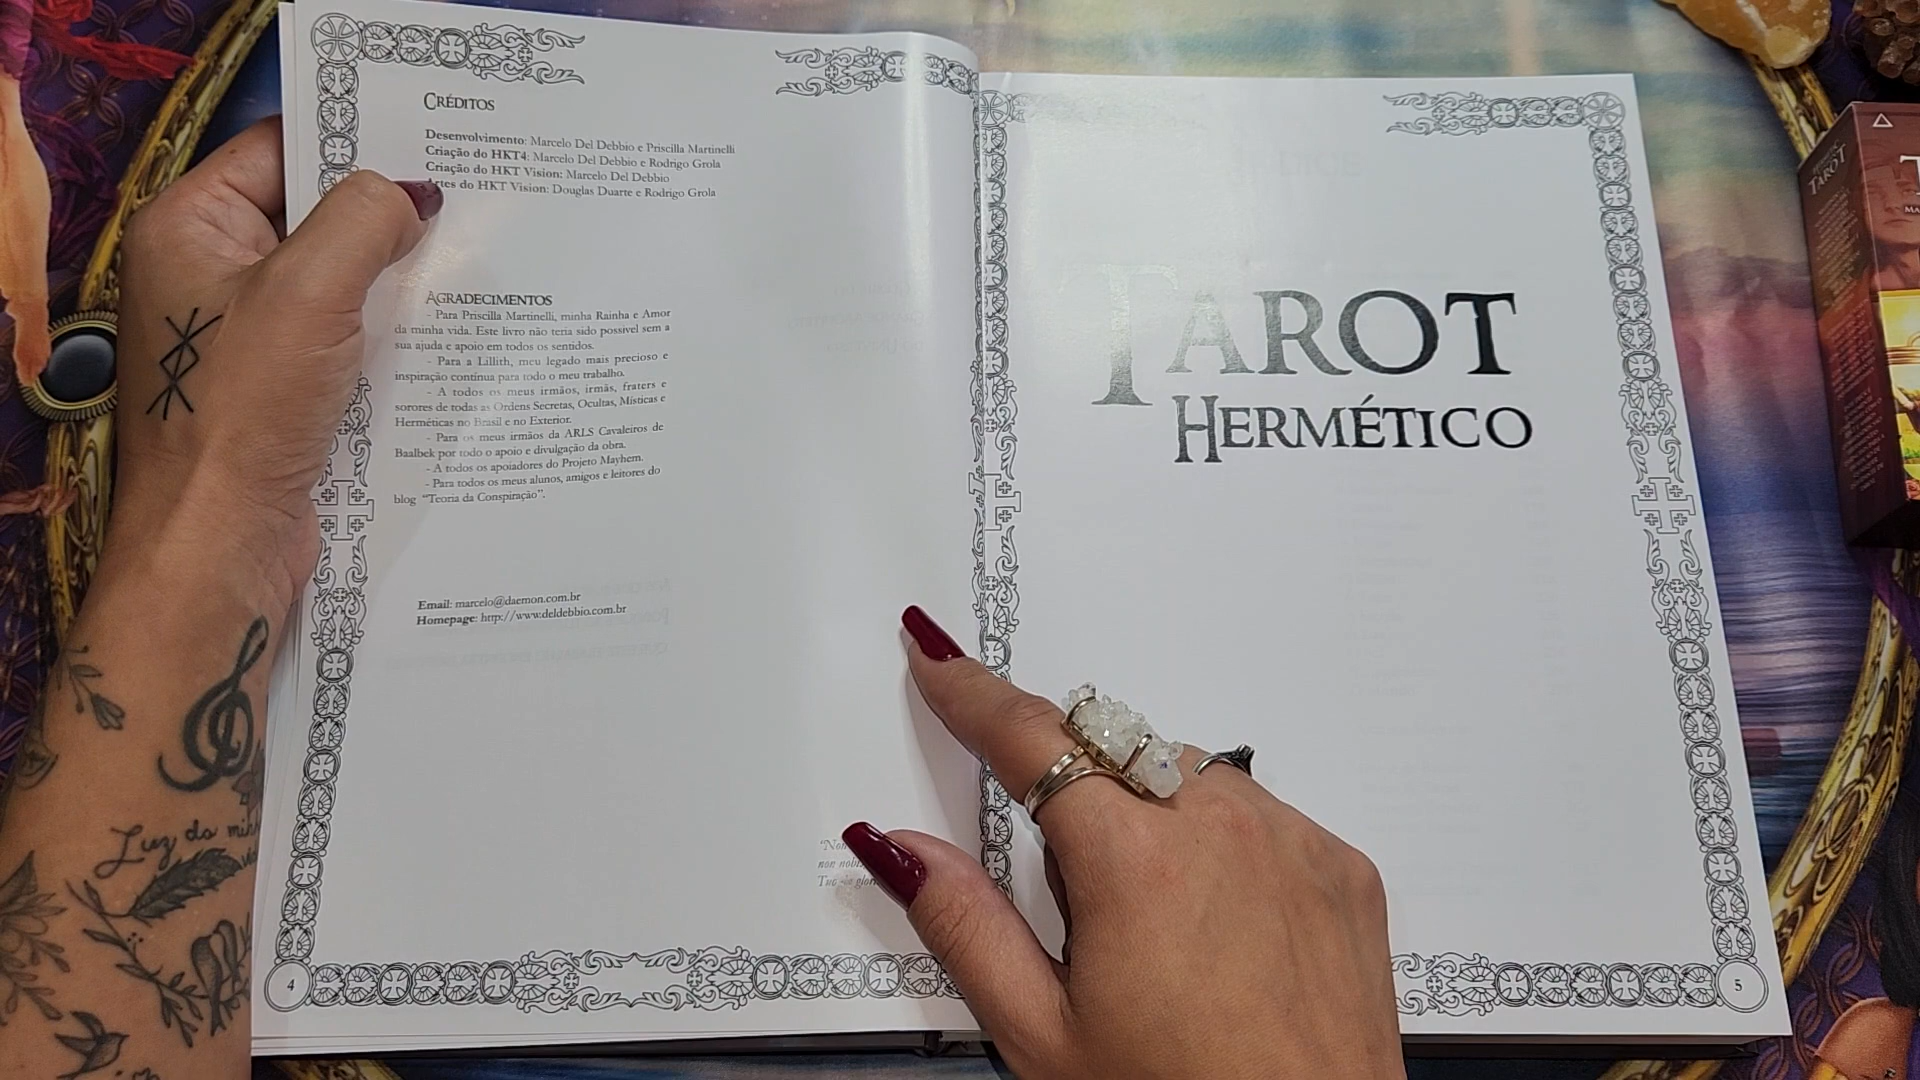 CRÉDITOS
Desenvolvimento: Marcelo Del Debbio e Priscilla Martinelli
Criação do HKT4: Marcelo Del Debbio e Rodrigo Grola
Criação do HKT Vision: Marcelo Del Debbio
Artes do HKT Vision: Douglas Duarte e Rodrigo Grola
AGRADECIMENTOS
- Para Priscilla Martinelli, minha Rainha e Amor
da minha vida. Este livro não teria sido possível sem a
sua ajuda e apoio em todos os sentidos.
- Para a Lillith, meu legado mais precioso e
inspiração contínua para todo o meu trabalho.
- A todos os meus irmãos, irmãs, fraters e
sorores de todas as Ordens Secretas, Ocultas, Místicas e
Herméticas no Brasil e no Exterior.
- Para os meus irmãos da ARLS Cavaleiros de
Baalbek por todo o apoio e divulgação da obra.
- A todos os apoiadores do Projeto Mayhem.
- Para todos os meus alunos, amigos e leitores do
blog "Teoria da Conspiração".
Email: marcelo@daemon.com.br
Homepage: http://www.deldebbio.com.br
"Non
non nobis
4
TAROT
HERMÉTICO
5
Luz da
TAROT